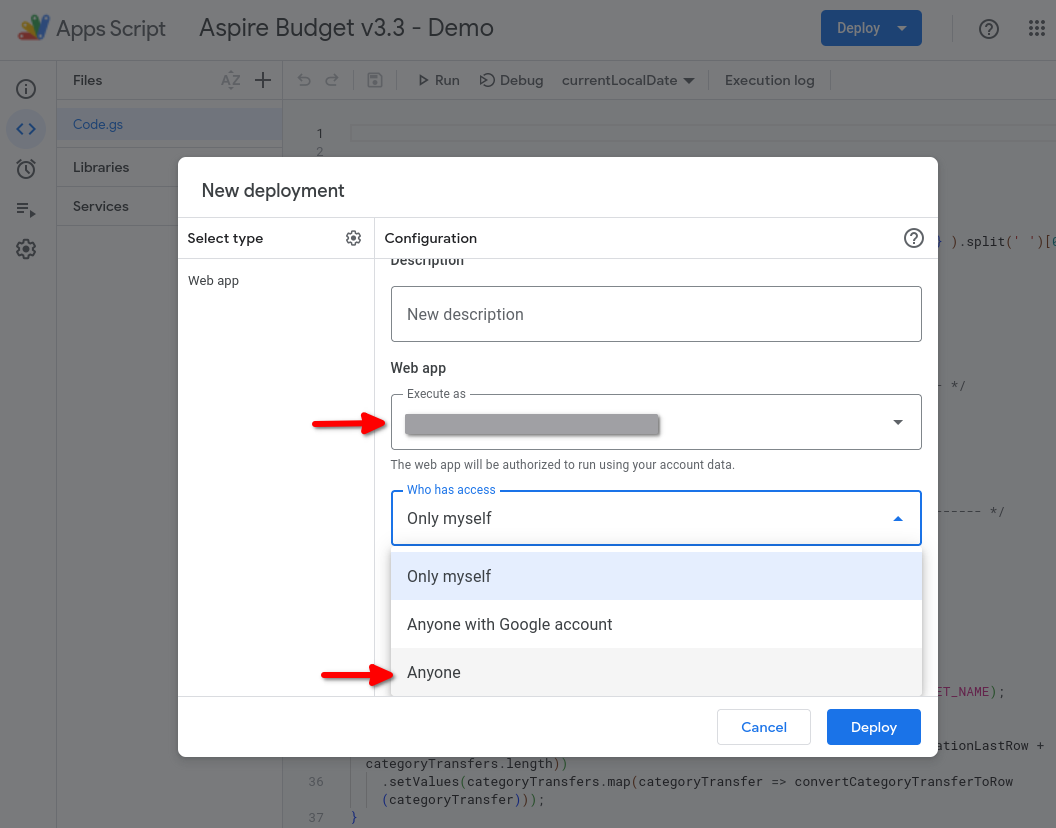 Apps Script
Aspire Budget v3.3 - Demo
Deploy
Files
AZ
Run
Debug
currentLocalDate
Execution log
Code.gs
Libraries
Services
1
2
} ).split(' ')[0
- */
------ */
ET_NAME);
ationLastRow +
categoryTransfers.length))
36 .setValues(categoryTransfers.map(categoryTransfer => convertCategoryTransferToRow
(categoryTransfer)));
37 }
New deployment
Select type
Configuration
Web app
Description
New description
Web app
Execute as
The web app will be authorized to run using your account data.
Who has access
Only myself
Only myself
Anyone with Google account
Anyone
Cancel
Deploy